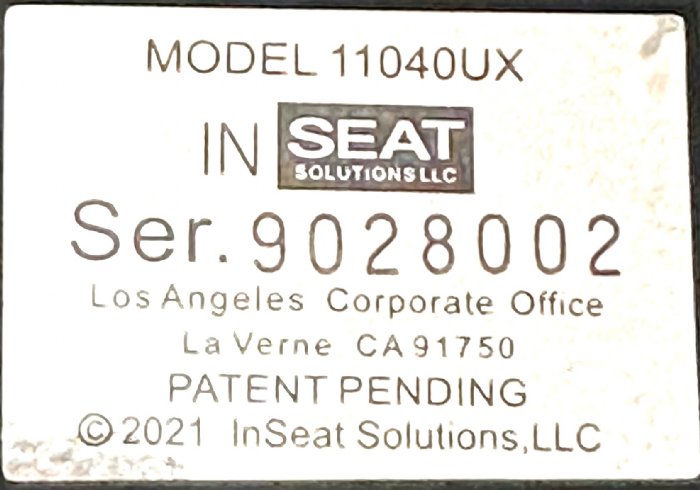 MODEL 11040UX
IN SEAT
SOLUTIONS LLC
Ser. 9028002
Los Angeles Corporate Office
La Verne CA 91750
PATENT PENDING
©2021 InSeat Solutions, LLC